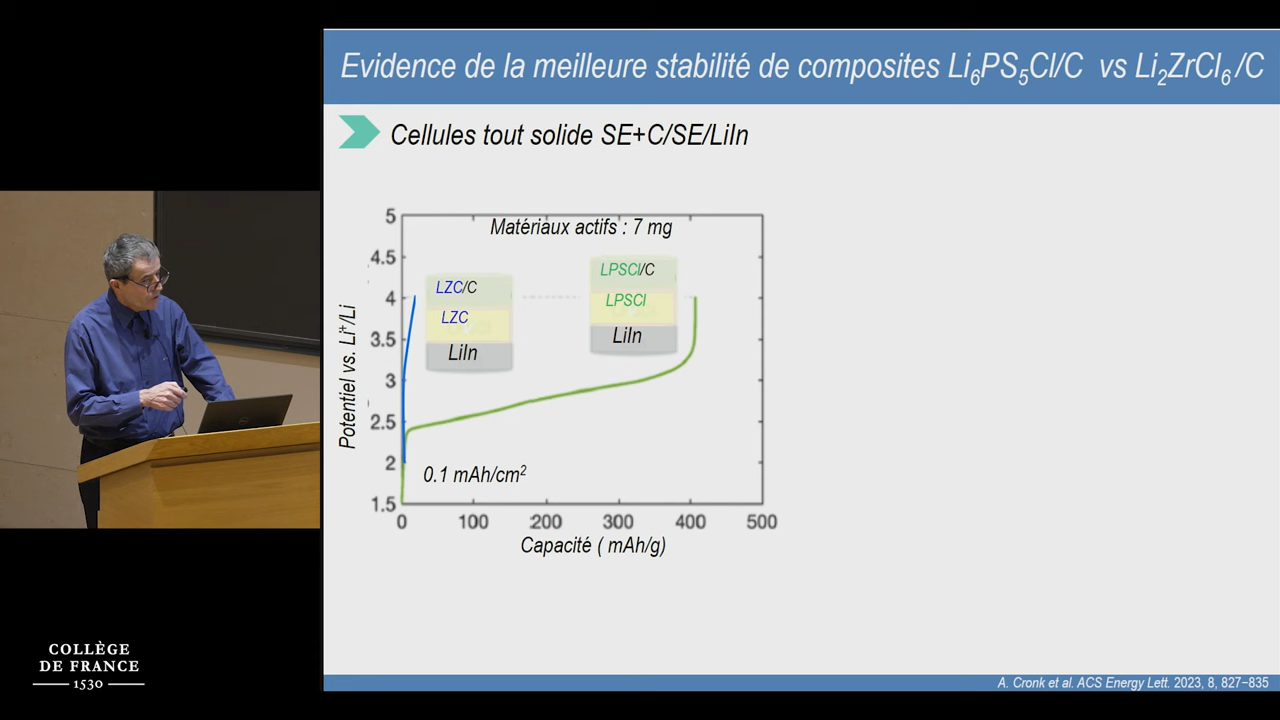 Evidence de la meilleure stabilité de composites Li6PS5Cl/C vs Li2ZrCl6/C
Cellules tout solide SE+C/SE/LiIn
Matériaux actifs : 7 mg
LZC/C
LZC
LiIn
LPSCl/C
LPSCl
LiIn
0.1 mAh/cm²
Potentiel vs. Li⁺/Li
5
4.5
4
3.5
3
2.5
2
1.5
0 100 200 300 400 500
Capacité ( mAh/g)
COLLÈGE
DE FRANCE
1530
A. Cronk et al. ACS Energy Lett. 2023, 8, 827−835